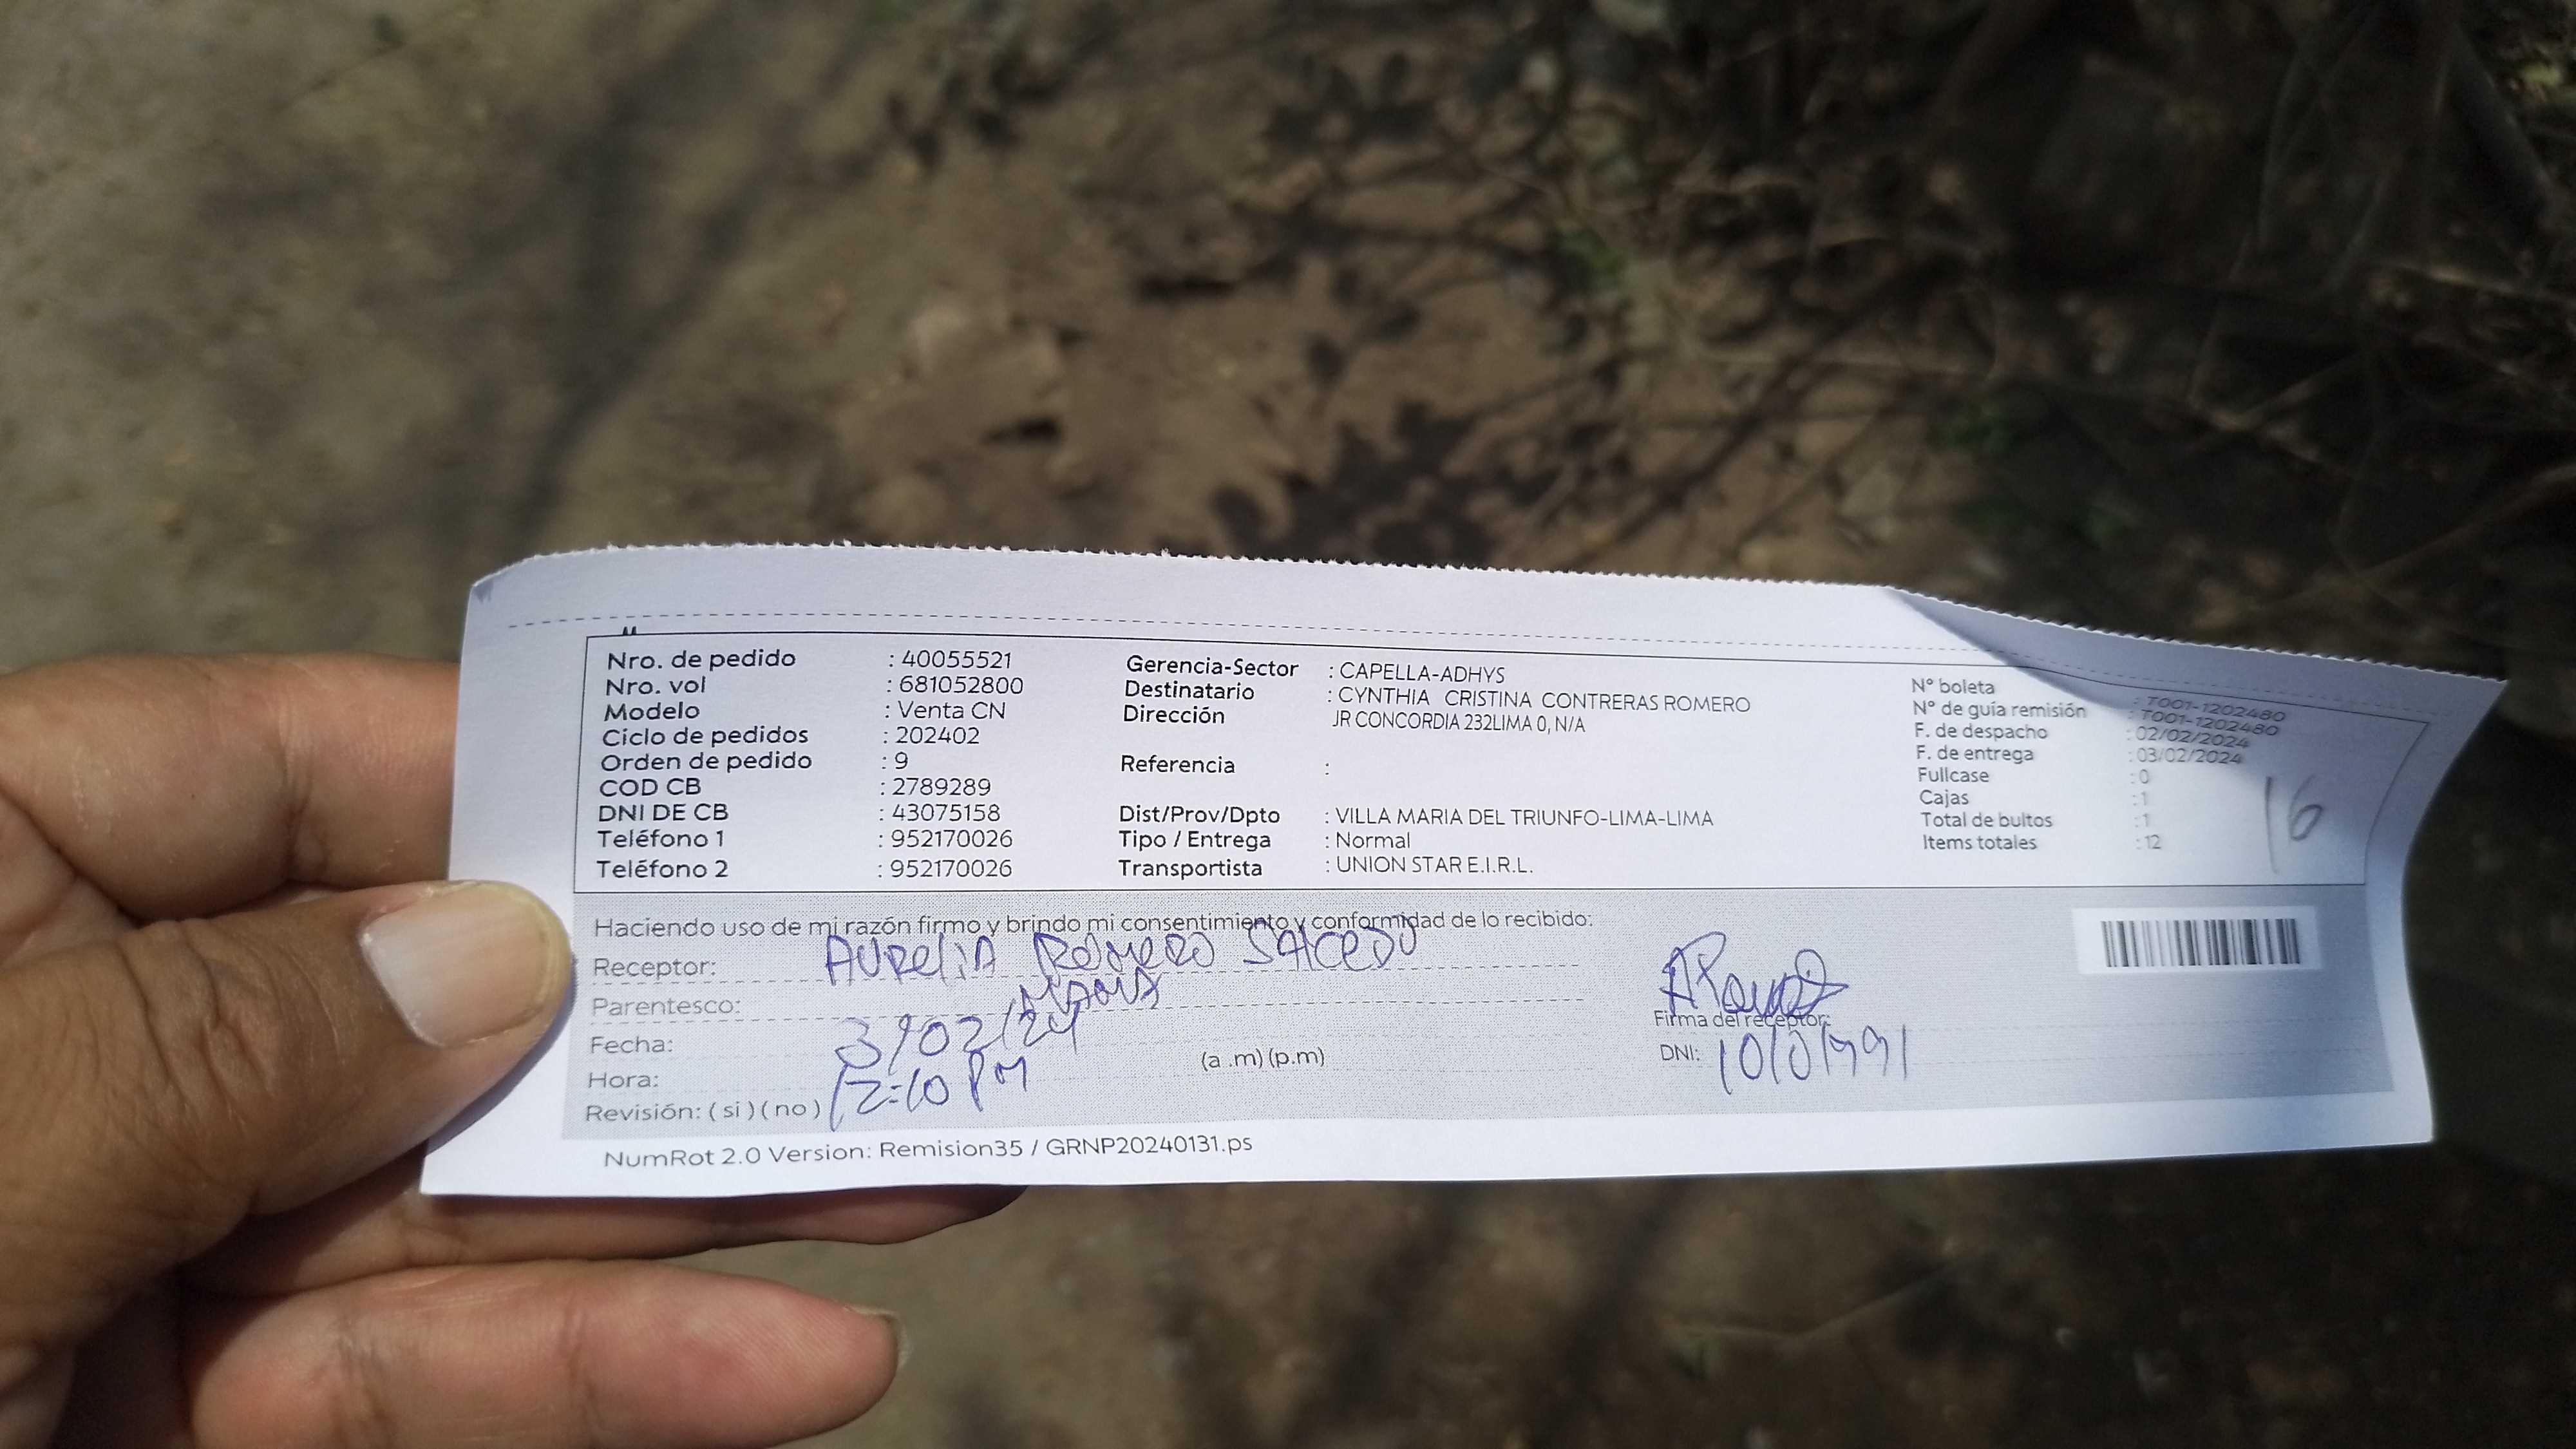 Nro. de pedido : 40055521
Nro. vol : 681052800
Modelo : Venta CN
Ciclo de pedidos : 202402
Orden de pedido : 9
COD CB : 2789289
DNI DE CB : 43075158
Teléfono 1 : 952170026
Teléfono 2 : 952170026
Gerencia-Sector : CAPELLA-ADHYS
Destinatario : CYNTHIA CRISTINA CONTRERAS ROMERO
Dirección JR CONCORDIA 232LIMA 0, N/A
Referencia :
Dist/Prov/Dpto : VILLA MARIA DEL TRIUNFO-LIMA-LIMA
Tipo / Entrega : Normal
Transportista : UNION STAR E.I.R.L.
N° boleta : T001-1202480
N° de guía remisión : T001-1202480
F. de despacho : 02/02/2024
F. de entrega : 03/02/2024
Fullcase : 0
Cajas : 1
Total de bultos : 1
Items totales : 12
16
Haciendo uso de mi razón firmo y brindo mi consentimiento y conformidad de lo recibido:
Receptor: AURELIA ROMERO SALCEDO
Parentesco:
Fecha: 3/02/24
Hora: 12:10 PM (a .m) (p.m)
Revisión: ( si ) ( no )
Firma del receptor:
DNI:
NumRot 2.0 Version: Remision35 / GRNP20240131.ps